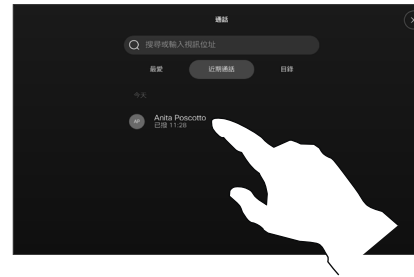 通話
搜尋或輸入視訊位址
最愛 近期通話 目錄
今天
AP Anita Poscotto
已撥 11:28